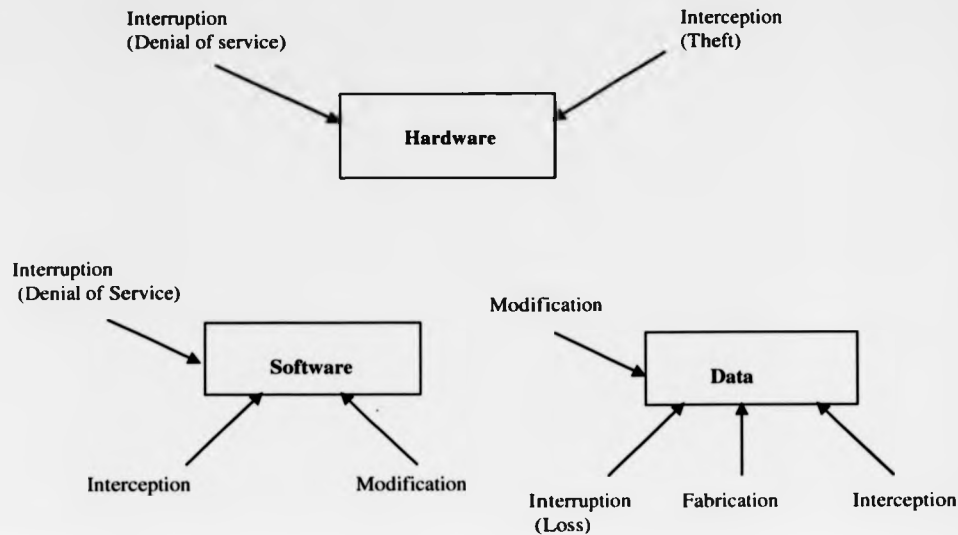 Interruption
(Denial of service)
Interception
(Theft)
Hardware
Interruption
(Denial of Service)
Software
Interception
Modification
Modification
Data
Interruption
(Loss)
Fabrication
Interception